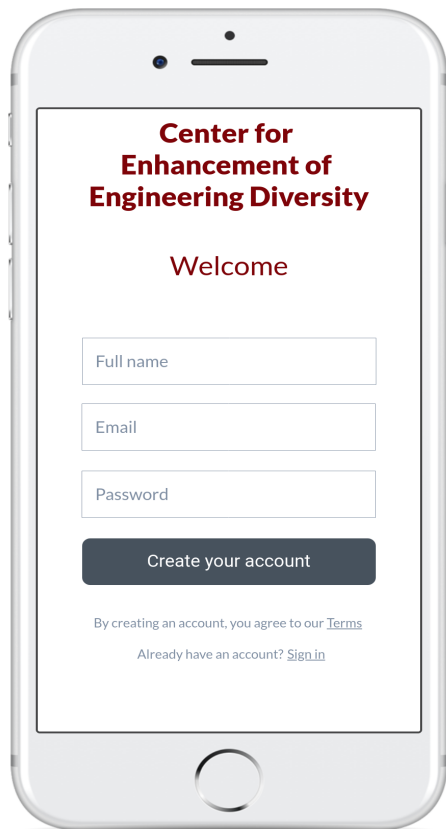 Center for
Enhancement of
Engineering Diversity
Welcome
Full name
Email
Password
Create your account
By creating an account, you agree to our Terms
Already have an account? Sign in